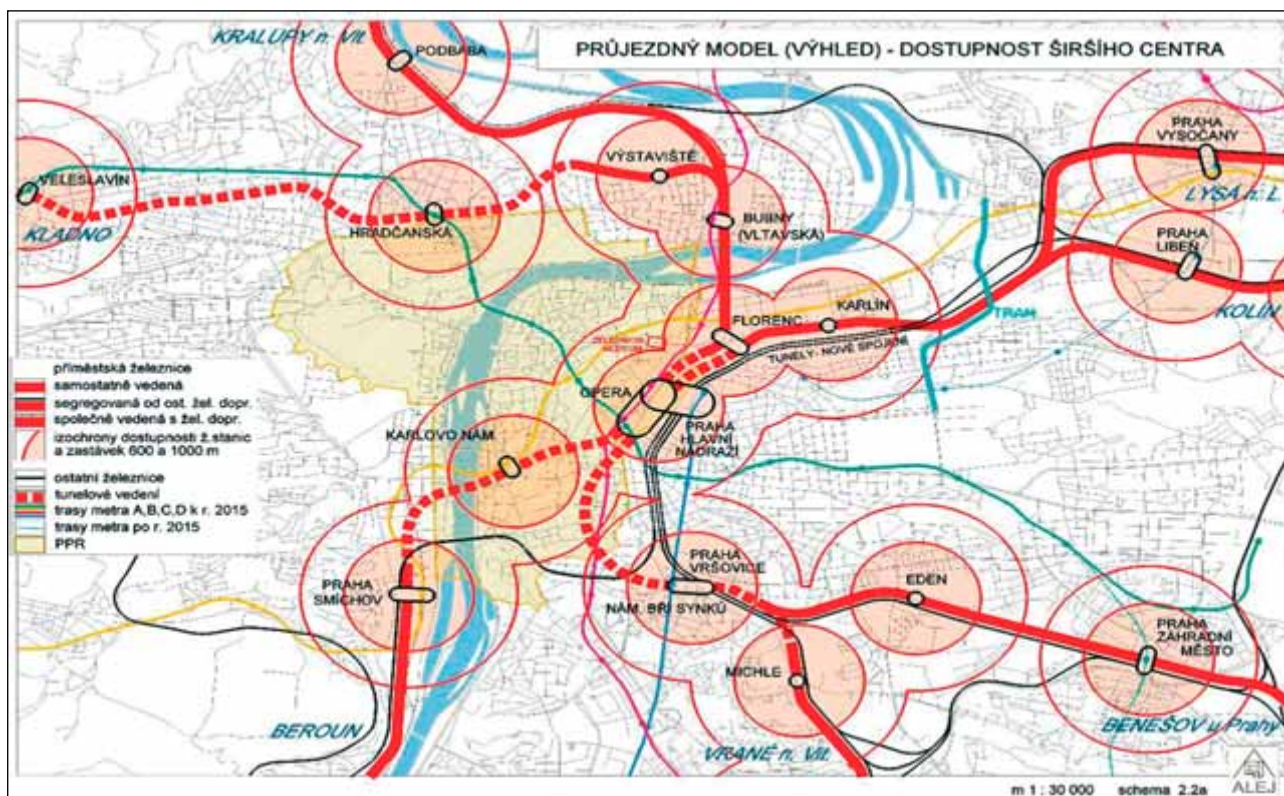 PRŮJEZDNÝ MODEL (VÝHLED) - DOSTUPNOST ŠIRŠÍHO CENTRA
KRALUPY n. Vlt.
PODBABA
PRAHA
VYSOČANY
LYSÁ n. L
VÝSTAVIŠTĚ
VELESLAVÍN
KLADNO
HRADČANSKÁ
BUBNY
(VLTAVSKÁ)
PRAHA
LIBEŇ
KOLÍN
TRAM
KARLÍN
FLORENC
TUNELY - NOVÉ SPOJENÍ
OPERA
PRAHA
HLAVNÍ
NÁDRAŽÍ
KARLOVO NÁM.
příměstská železnice
samostatně vedená
segregovaná od ost. žel. dopr.
společně vedená s žel. dopr.
izochrony dostupnosti ž.stanic
a zastávek 600 a 1000 m
ostatní železnice
tunelové vedení
trasy metra A,B,C,D k r. 2015
trasy metra po r. 2015
PPR
PRAHA
SMÍCHOV
PRAHA
VRŠOVICE
NÁM. BŘÍ SYNKŮ
EDEN
MICHLE
PRAHA
ZAHRADNÍ
MĚSTO
BEROUN
VRANÉ n. Vlt.
BENEŠOV u Prahy
m 1 : 30 000 schema 2.2a
ALEJ